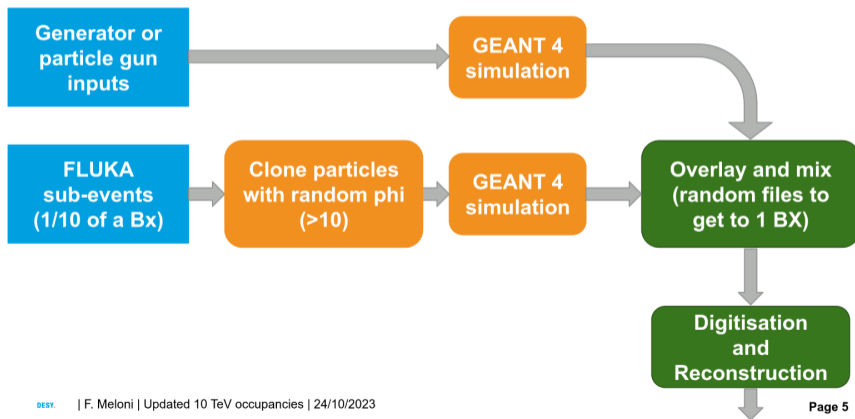 Generator or
particle gun
inputs
GEANT 4
simulation
FLUKA
sub-events
(1/10 of a Bx)
Clone particles
with random phi
(>10)
GEANT 4
simulation
Overlay and mix
(random files to
get to 1 BX)
Digitisation
and
Reconstruction
DESY. | F. Meloni | Updated 10 TeV occupancies | 24/10/2023
Page 5